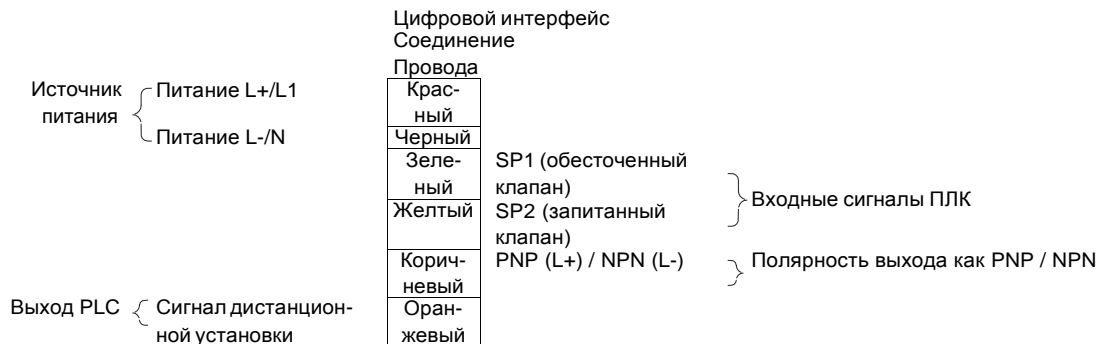 Цифровой интерфейс
Соединение
Провода
Источник питания
Питание L+/L1
Питание L-/N
Крас-
ный
Черный
Зеле-
ный
SP1 (обесточенный
клапан)
Желтый
SP2 (запитанный
клапан)
Входные сигналы ПЛК
Корич-
невый
PNP (L+) / NPN (L-)
Полярность выхода как PNP / NPN
Выход PLC
Сигнал дистанцион-
ной установки
Оран-
жевый